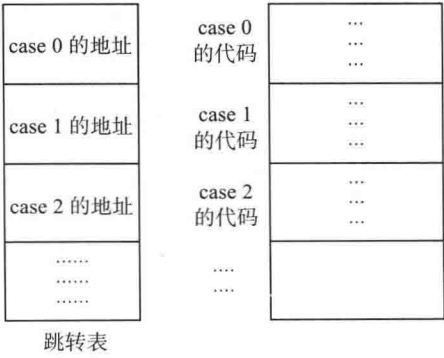 case 0 的地址
case 1 的地址
case 2 的地址
……
……
……
跳转表
case 0
的代码
case 1
的代码
case 2
的代码
....
....
...
...
...
...
...
...
...
...
...